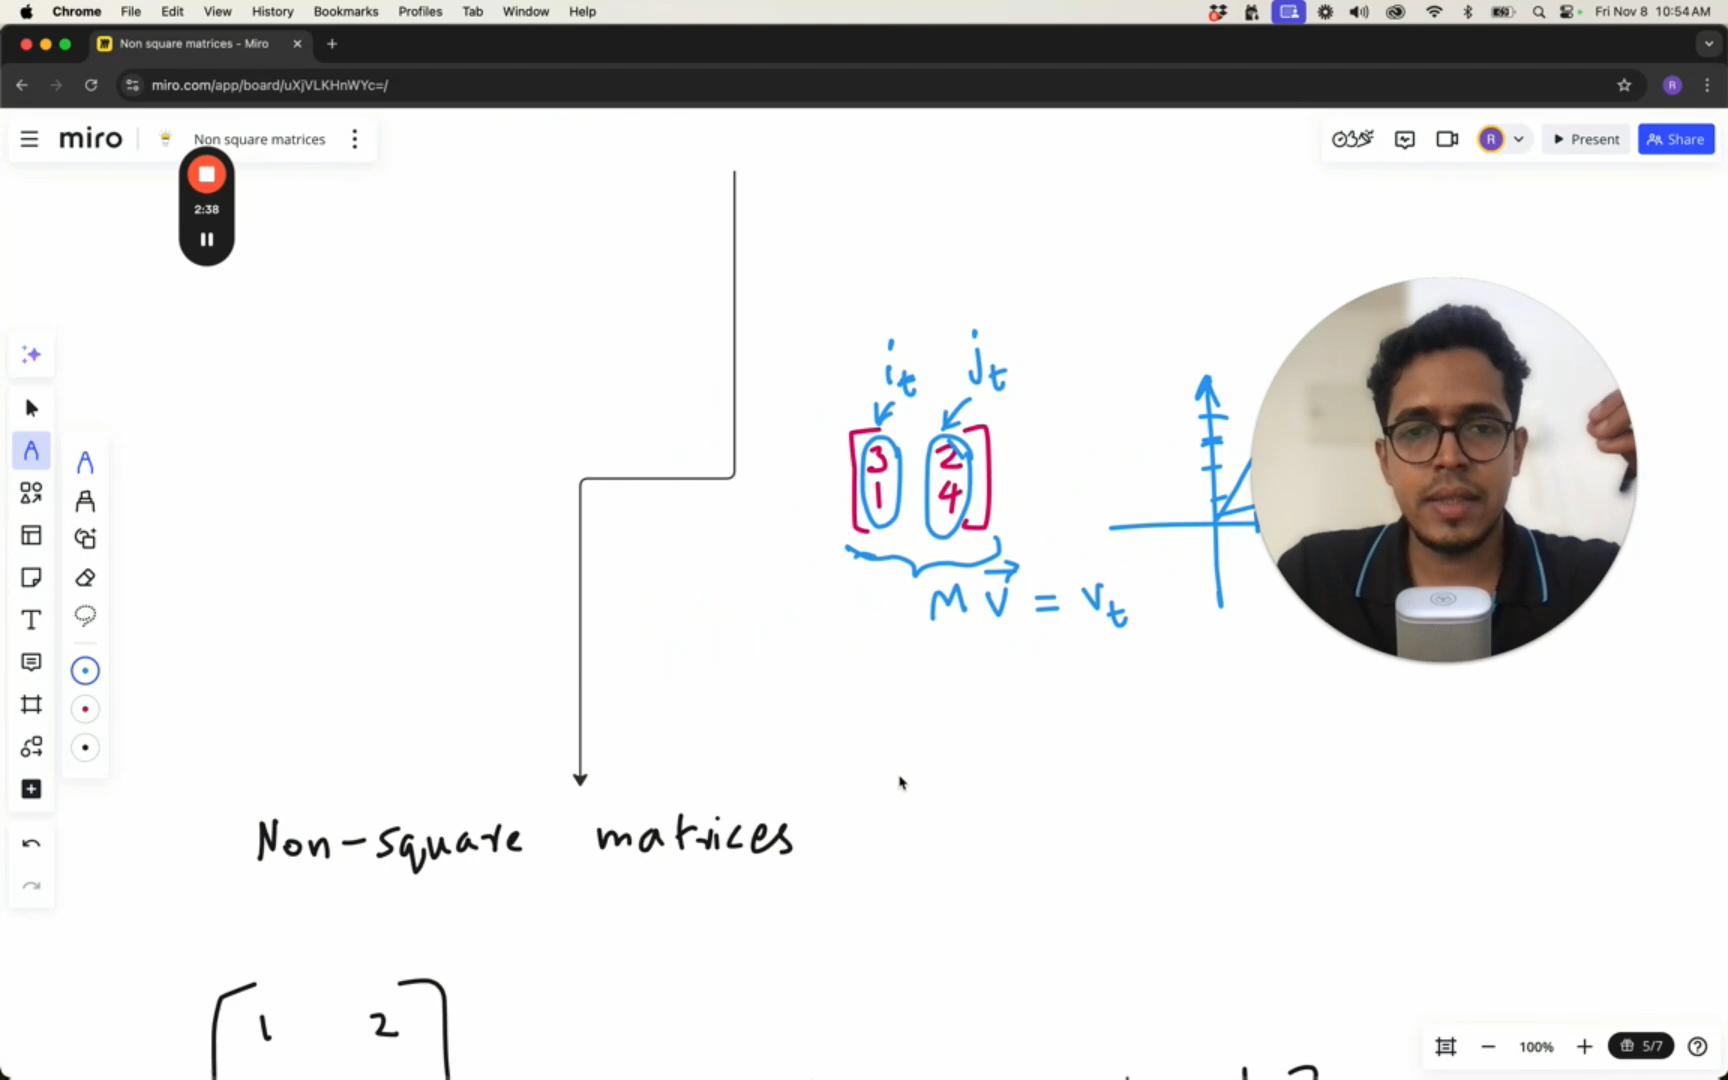 Chrome File Edit View History Bookmarks Profiles Tab Window Help Fri Nov 8 10:54 AM
Non square matrices - Miro
miro.com/app/board/uXjVLKHnWYc=/ R
miro Non square matrices R Present Share
2:38
i_t j_t
3 2
1 4
M v = v_t
Non-square matrices
1 2
?
100% 5/7